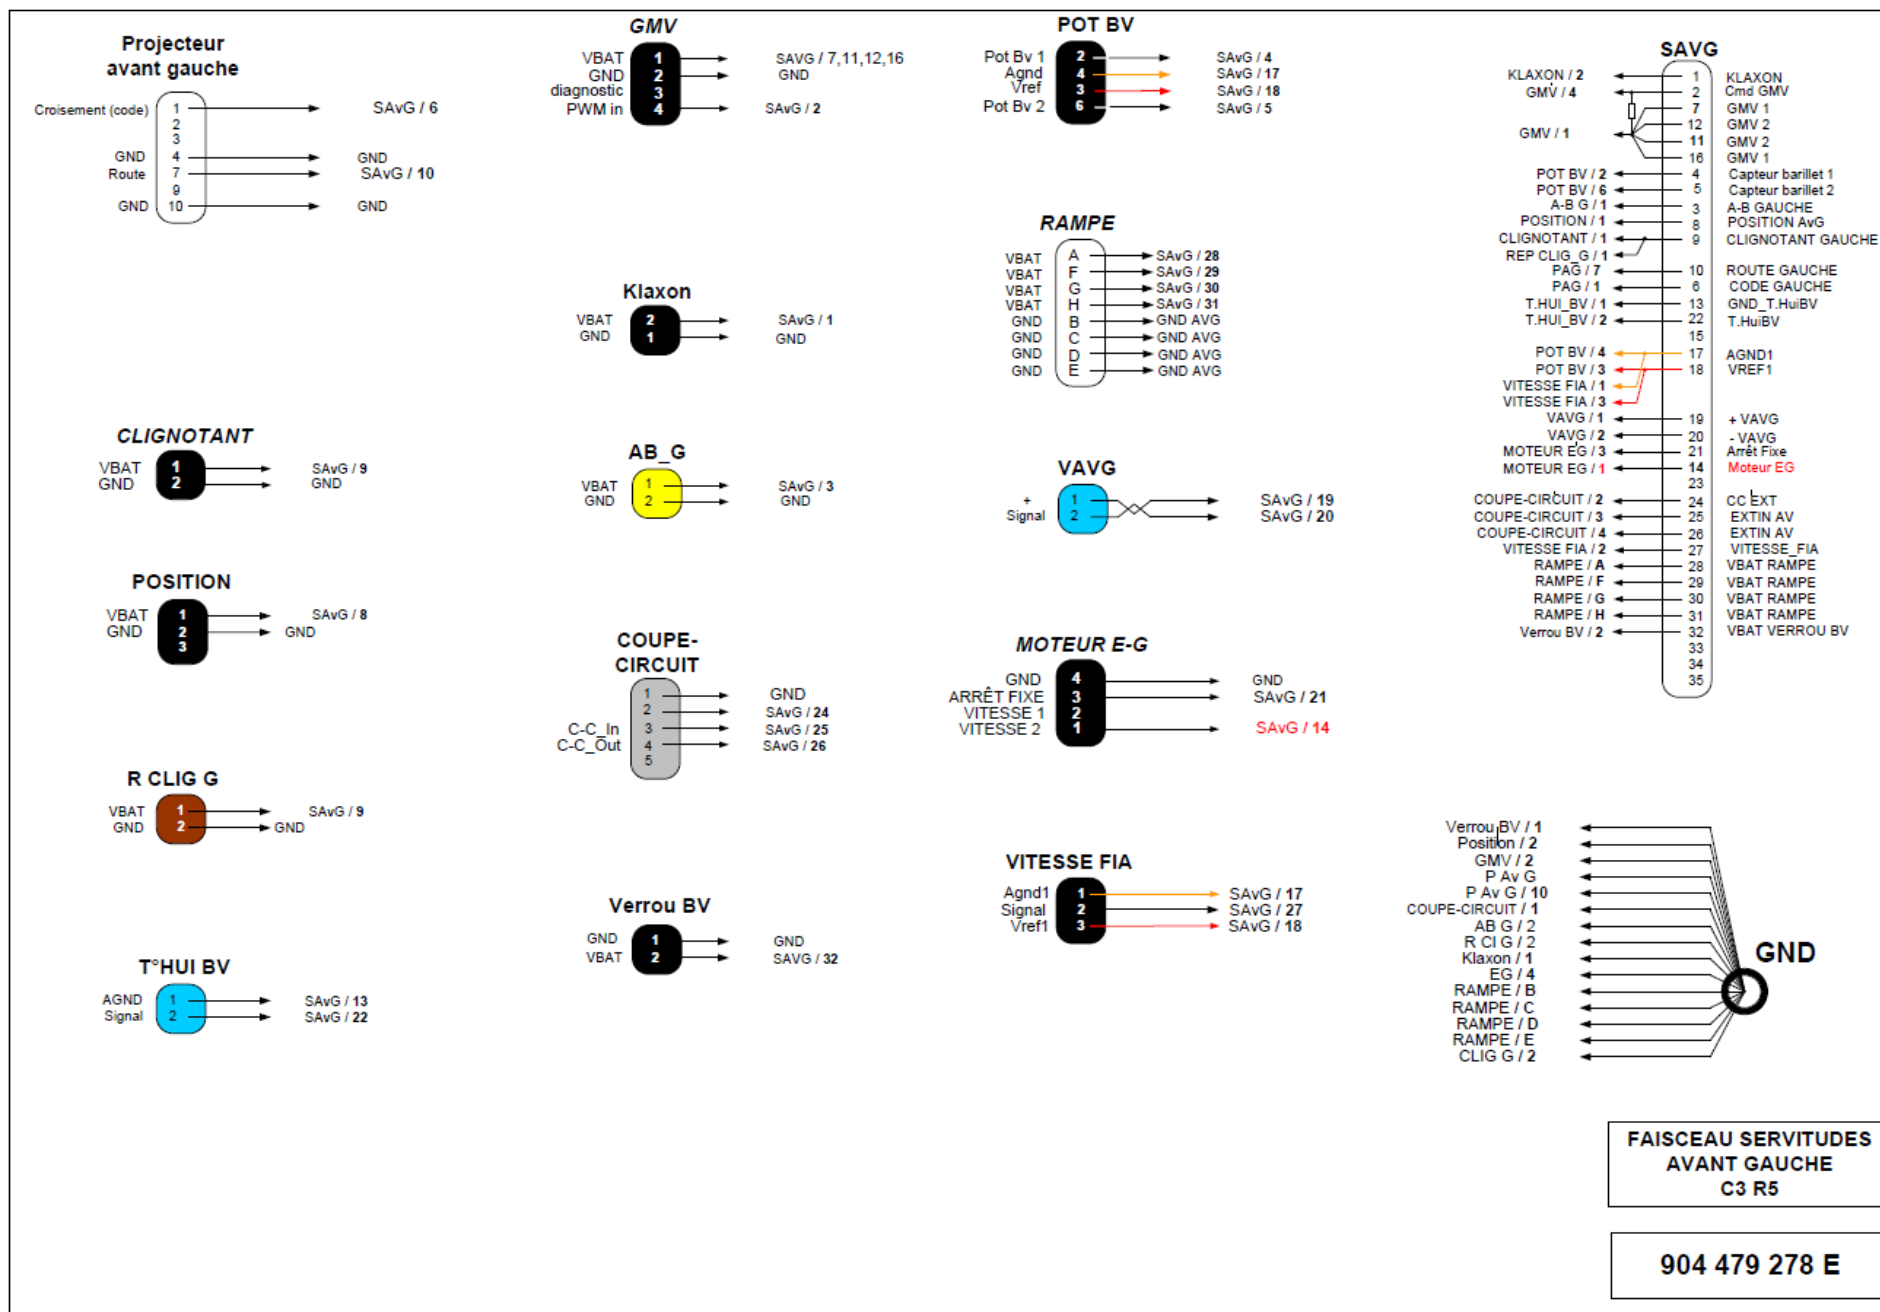 Projecteur
avant gauche
Croisement (code) 1 SAvG / 6
2
3
GND 4 GND
Route 7 SAvG / 10
9
GND 10 GND
CLIGNOTANT
VBAT 1 SAvG / 9
GND 2 GND
POSITION
VBAT 1 SAvG / 8
GND 2 GND
3
R CLIG G
VBAT 1 SAvG / 9
GND 2 GND
T°HUI BV
AGND 1 SAvG / 13
Signal 2 SAvG / 22
GMV
VBAT 1 SAVG / 7,11,12,16
GND 2 GND
diagnostic 3
PWM in 4 SAvG / 2
Klaxon
VBAT 2 SAvG / 1
GND 1 GND
AB_G
VBAT 1 SAvG / 3
GND 2 GND
COUPE-
CIRCUIT
1 GND
2 SAvG / 24
C-C_In 3 SAvG / 25
C-C_Out 4 SAvG / 26
5
Verrou BV
GND 1 GND
VBAT 2 SAVG / 32
POT BV
Pot Bv 1 2 SAvG / 4
Agnd 4 SAvG / 17
Vref 3 SAvG / 18
Pot Bv 2 6 SAvG / 5
RAMPE
VBAT A SAvG / 28
VBAT F SAvG / 29
VBAT G SAvG / 30
VBAT H SAvG / 31
GND B GND AVG
GND C GND AVG
GND D GND AVG
GND E GND AVG
VAVG
+ 1 SAvG / 19
Signal 2 SAvG / 20
MOTEUR E-G
GND 4 GND
ARRÊT FIXE 3 SAvG / 21
VITESSE 1 2
VITESSE 2 1 SAvG / 14
VITESSE FIA
Agnd1 1 SAvG / 17
Signal 2 SAvG / 27
Vref1 3 SAvG / 18
SAVG
KLAXON / 2 1 KLAXON
GMV / 4 2 Cmd GMV
7 GMV 1
12 GMV 2
GMV / 1 11 GMV 2
16 GMV 1
POT BV / 2 4 Capteur barillet 1
POT BV / 6 5 Capteur barillet 2
A-B G / 1 3 A-B GAUCHE
POSITION / 1 8 POSITION AvG
CLIGNOTANT / 1 9 CLIGNOTANT GAUCHE
REP CLIG_G / 1
PAG / 7 10 ROUTE GAUCHE
PAG / 1 6 CODE GAUCHE
T.HUI_BV / 1 13 GND_T.HuiBV
T.HUI_BV / 2 22 T.HuiBV
15
POT BV / 4 17 AGND1
POT BV / 3 18 VREF1
VITESSE FIA / 1
VITESSE FIA / 3
VAVG / 1 19 + VAVG
VAVG / 2 20 - VAVG
MOTEUR EG / 3 21 Arrêt Fixe
MOTEUR EG / 1 14 Moteur EG
23
COUPE-CIRCUIT / 2 24 CC EXT
COUPE-CIRCUIT / 3 25 EXTIN AV
COUPE-CIRCUIT / 4 26 EXTIN AV
VITESSE FIA / 2 27 VITESSE_FIA
RAMPE / A 28 VBAT RAMPE
RAMPE / F 29 VBAT RAMPE
RAMPE / G 30 VBAT RAMPE
RAMPE / H 31 VBAT RAMPE
Verrou BV / 2 32 VBAT VERROU BV
33
34
35
Verrou BV / 1
Position / 2
GMV / 2
P Av G
P Av G / 10
COUPE-CIRCUIT / 1
AB G / 2
R Cl G / 2
Klaxon / 1
EG / 4
RAMPE / B
RAMPE / C
RAMPE / D
RAMPE / E
CLIG G / 2
GND
FAISCEAU SERVITUDES
AVANT GAUCHE
C3 R5
904 479 278 E